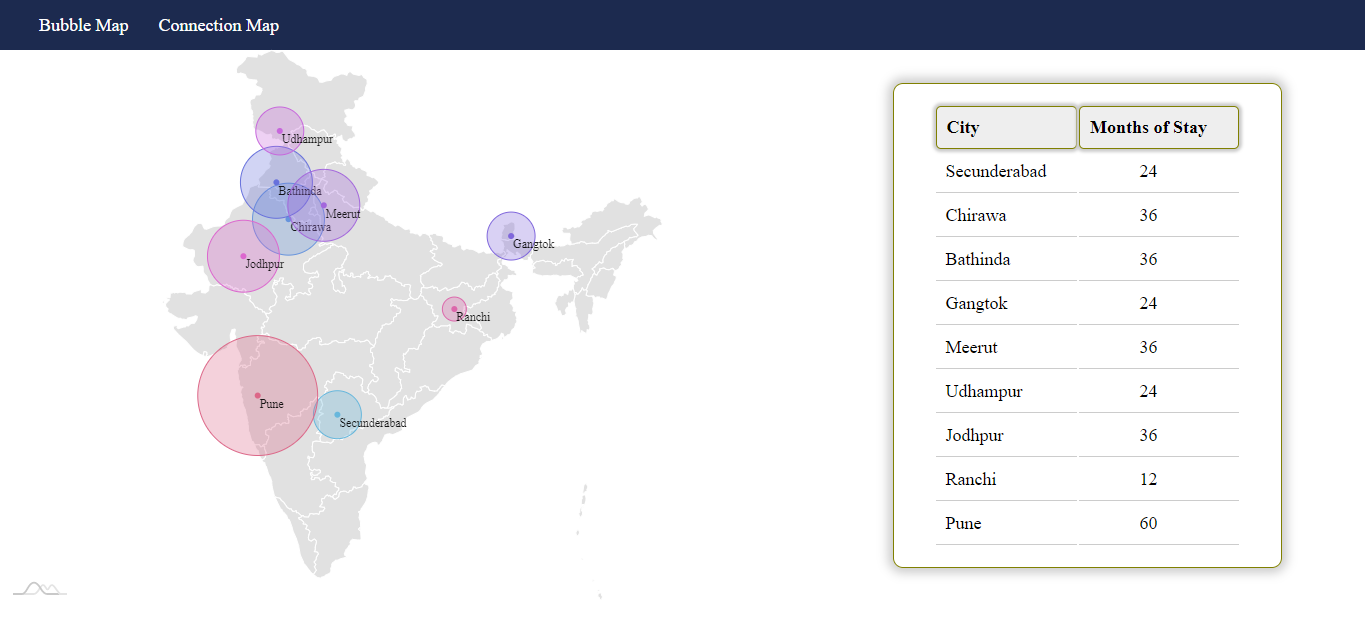 Bubble Map Connection Map
Udhampur
Bathinda
Meerut
Chirawa
Gangtok
Jodhpur
Ranchi
Pune
Secunderabad
City Months of Stay
Secunderabad 24
Chirawa 36
Bathinda 36
Gangtok 24
Meerut 36
Udhampur 24
Jodhpur 36
Ranchi 12
Pune 60